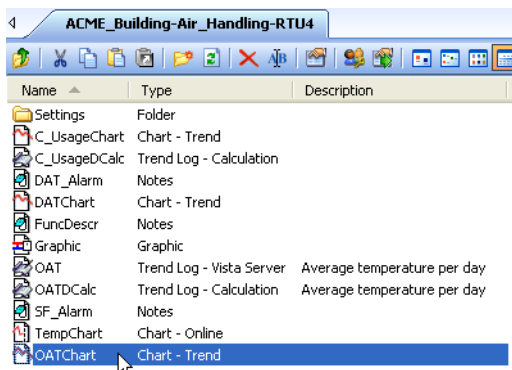 ACME_Building-Air_Handling-RTU4
Name Type Description
Settings Folder
C_UsageChart Chart - Trend
C_UsageDCalc Trend Log - Calculation
DAT_Alarm Notes
DATChart Chart - Trend
FuncDescr Notes
Graphic Graphic
OAT Trend Log - Vista Server Average temperature per day
OATDCalc Trend Log - Calculation Average temperature per day
SF_Alarm Notes
TempChart Chart - Online
OATChart Chart - Trend